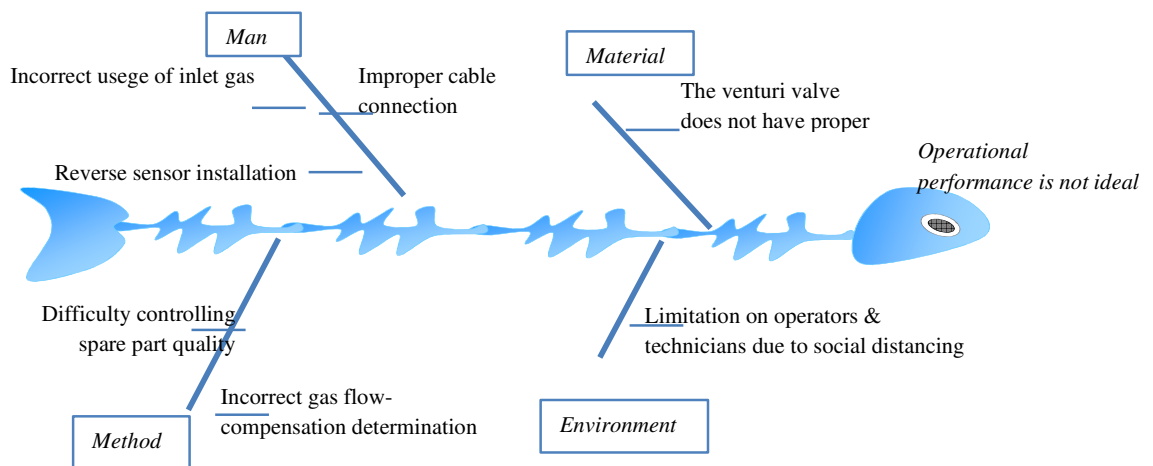 Man
Incorrect usege of inlet gas
Improper cable
connection
Reverse sensor installation
Material
The venturi valve
does not have proper
Operational
performance is not ideal
Difficulty controlling
spare part quality
Incorrect gas flow-
compensation determination
Method
Limitation on operators &
technicians due to social distancing
Environment